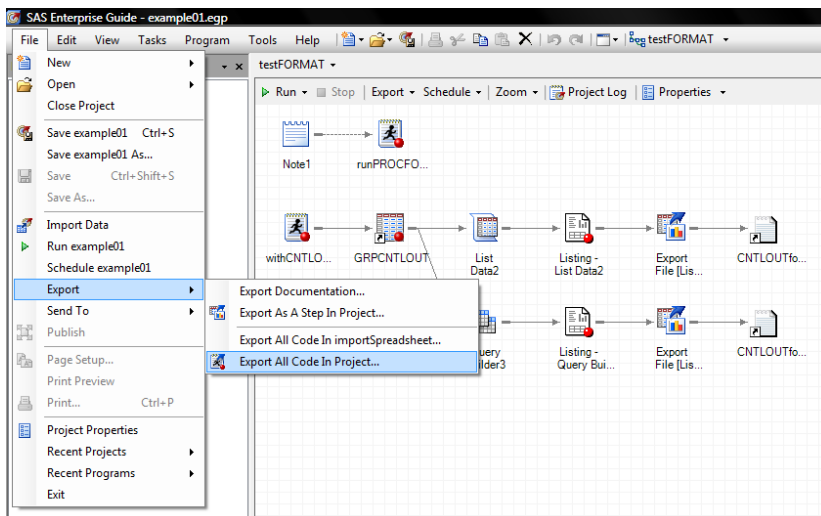 SAS Enterprise Guide - example01.egp
File Edit View Tasks Program Tools Help testFORMAT
New
Open
Close Project
Save example01 Ctrl+S
Save example01 As...
Save Ctrl+Shift+S
Save As...
Import Data
Run example01
Schedule example01
Export
Send To
Publish
Page Setup...
Print Preview
Print... Ctrl+P
Project Properties
Recent Projects
Recent Programs
Exit
Export Documentation...
Export As A Step In Project...
Export All Code In importSpreadsheet...
Export All Code In Project...
testFORMAT
Run Stop Export Schedule Zoom Project Log Properties
Note1 runPROCFO...
withCNTLO... GRPCNTLOUT List Data2 Listing - List Data2 Export File [Lis... CNTLOUTfo...
uery ilder3 Listing - Query Bui... Export File [Lis... CNTLOUTfo...